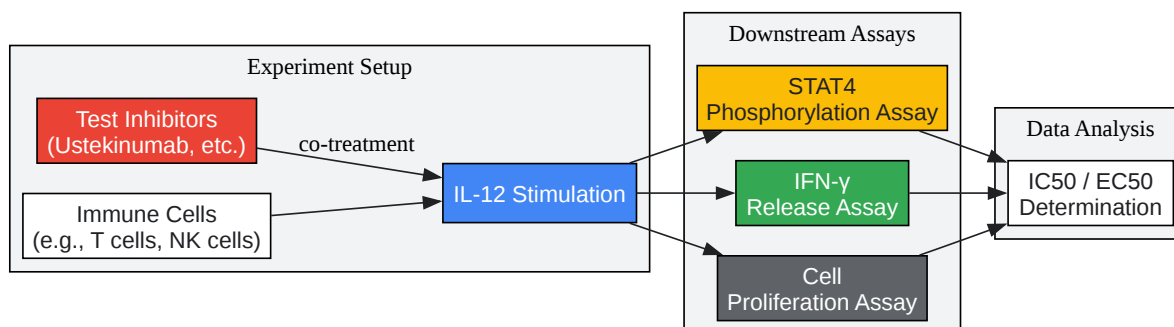 Experiment Setup
Test Inhibitors
(Ustekinumab, etc.)
co-treatment
Immune Cells
(e.g., T cells, NK cells)
IL-12 Stimulation
Downstream Assays
STAT4
Phosphorylation Assay
IFN-γ
Release Assay
Cell
Proliferation Assay
Data Analysis
IC50 / EC50
Determination